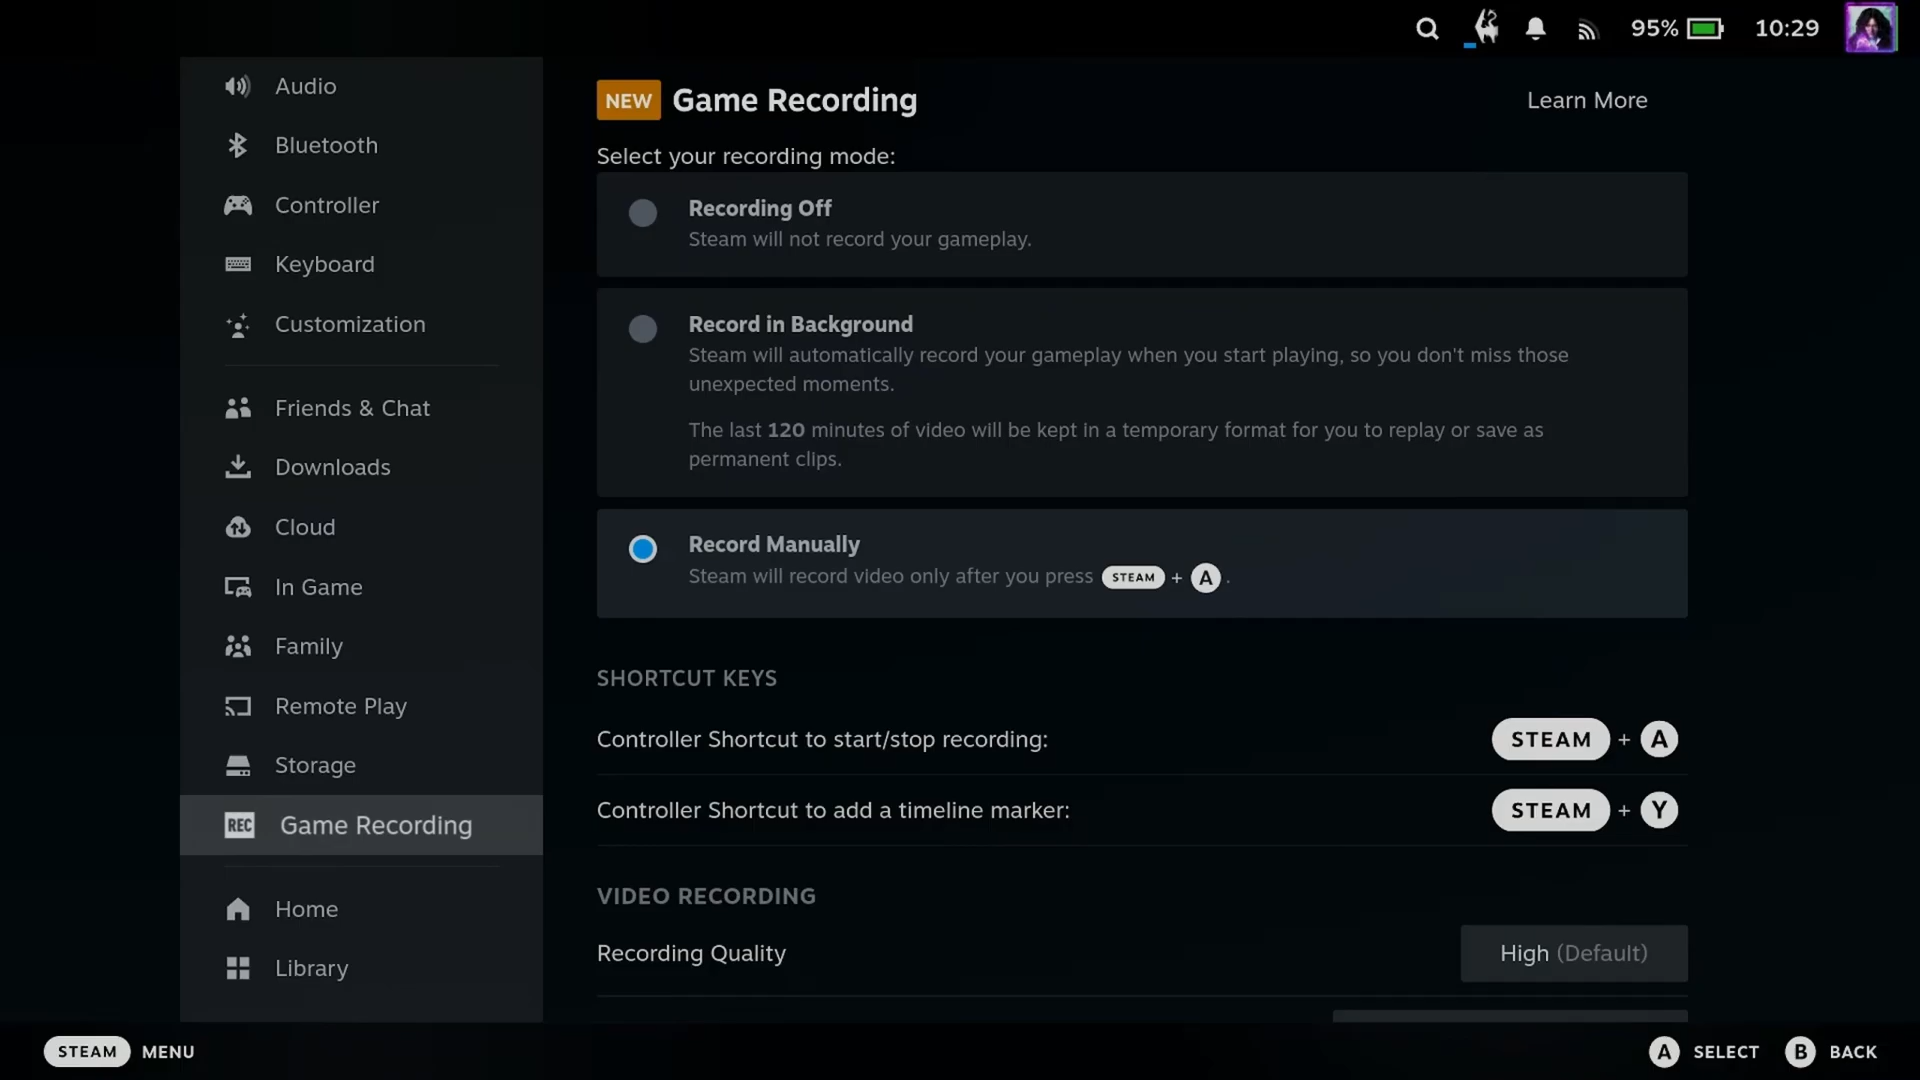 95% 10:29
Audio
Bluetooth
Controller
Keyboard
Customization
Friends & Chat
Downloads
Cloud
In Game
Family
Remote Play
Storage
REC Game Recording
Home
Library
NEW Game Recording
Learn More
Select your recording mode:
Recording Off
Steam will not record your gameplay.
Record in Background
Steam will automatically record your gameplay when you start playing, so you don't miss those
unexpected moments.
The last 120 minutes of video will be kept in a temporary format for you to replay or save as
permanent clips.
Record Manually
Steam will record video only after you press STEAM + A .
SHORTCUT KEYS
Controller Shortcut to start/stop recording: STEAM + A
Controller Shortcut to add a timeline marker: STEAM + Y
VIDEO RECORDING
Recording Quality High (Default)
STEAM MENU
A SELECT B BACK